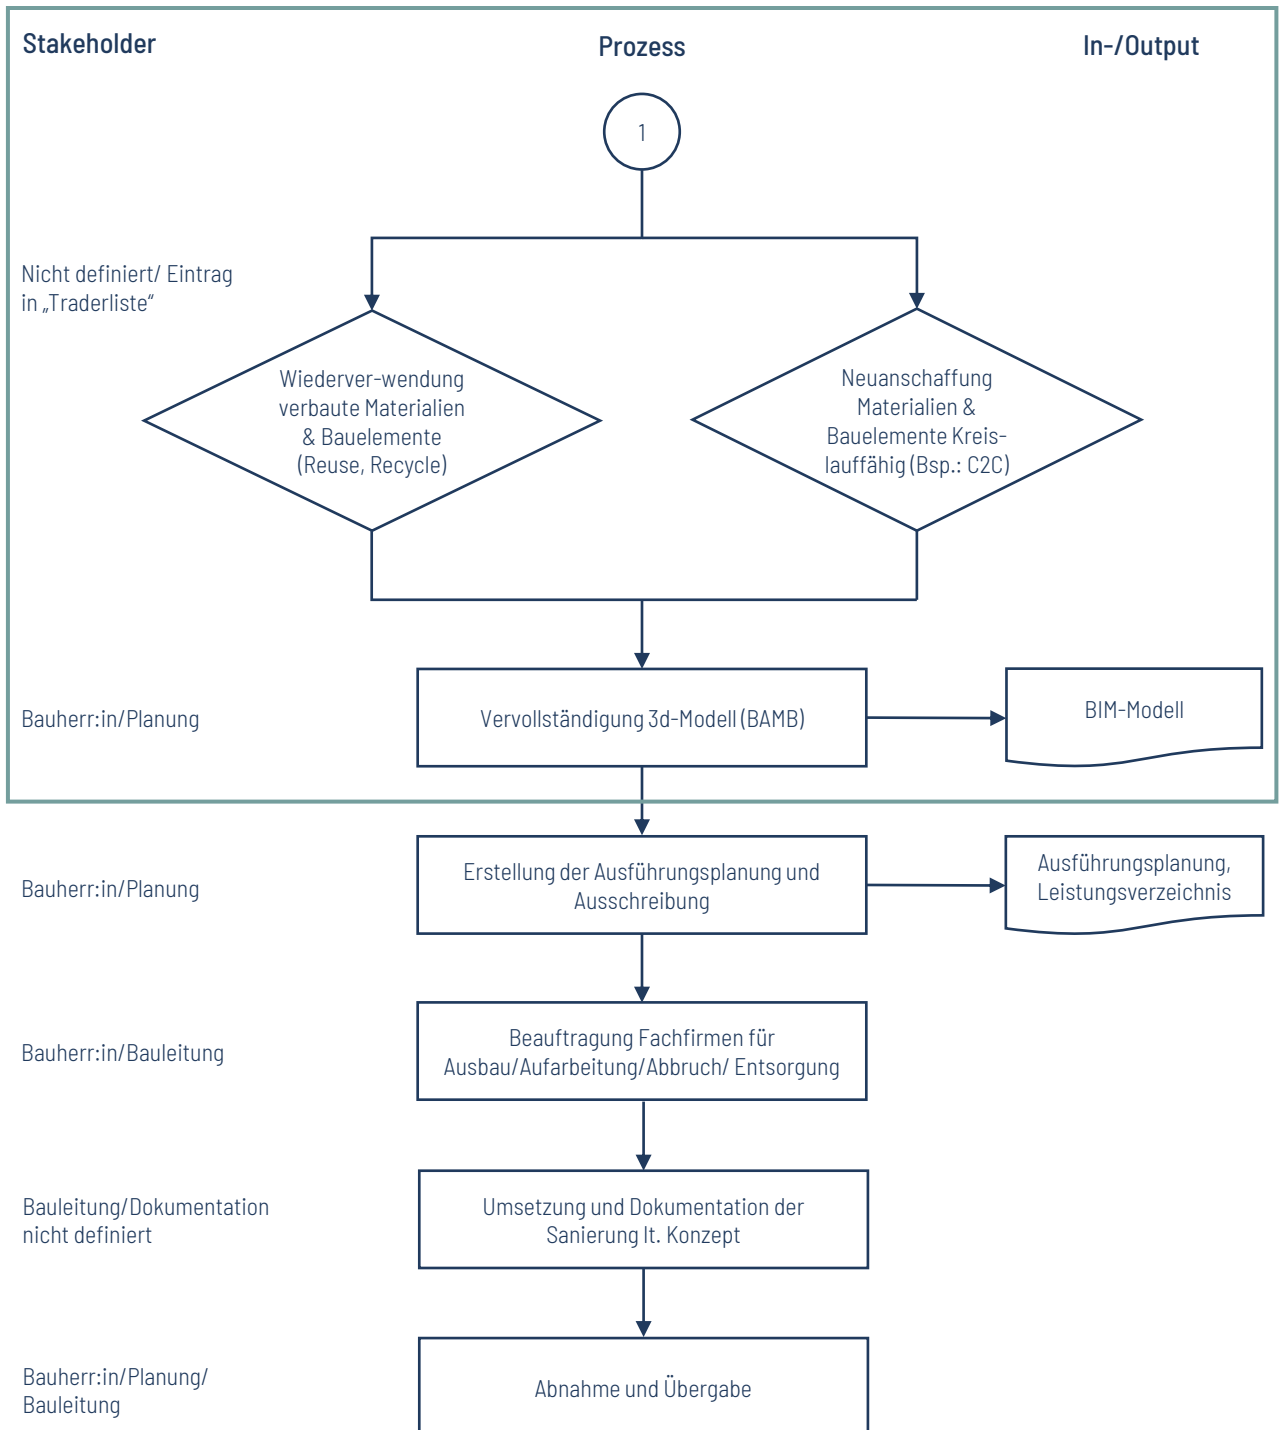 Stakeholder
Prozess
In-/Output
1
Nicht definiert/ Eintrag
in „Traderliste“
Wiederver-wendung
verbaute Materialien
& Bauelemente
(Reuse, Recycle)
Neuanschaffung
Materialien &
Bauelemente Kreis-
lauffähig (Bsp.: C2C)
Bauherr:in/Planung
Vervollständigung 3d-Modell (BAMB)
BIM-Modell
Bauherr:in/Planung
Erstellung der Ausführungsplanung und
Ausschreibung
Ausführungsplanung,
Leistungsverzeichnis
Bauherr:in/Bauleitung
Beauftragung Fachfirmen für
Ausbau/Aufarbeitung/Abbruch/ Entsorgung
Bauleitung/Dokumentation
nicht definiert
Umsetzung und Dokumentation der
Sanierung lt. Konzept
Bauherr:in/Planung/
Bauleitung
Abnahme und Übergabe